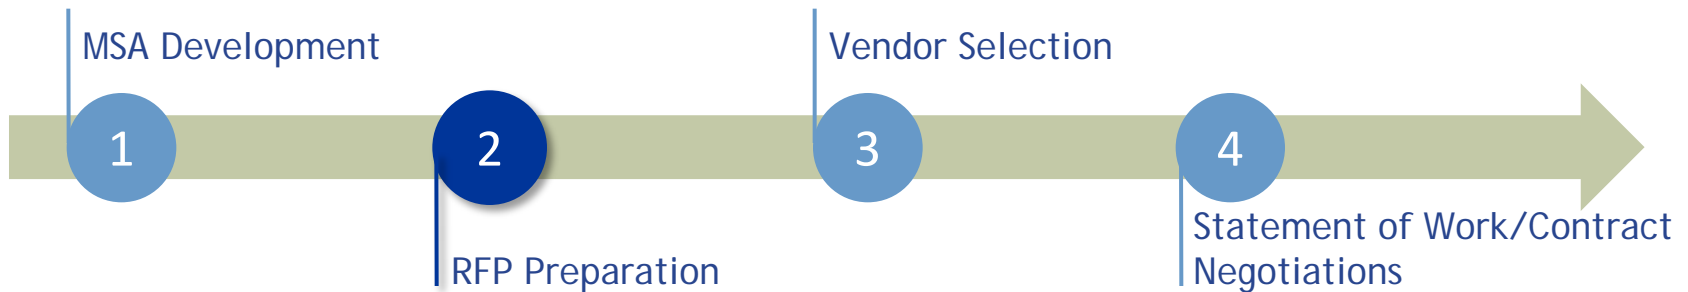 MSA Development
Vendor Selection
1
2
3
4
RFP Preparation
Statement of Work/Contract
Negotiations